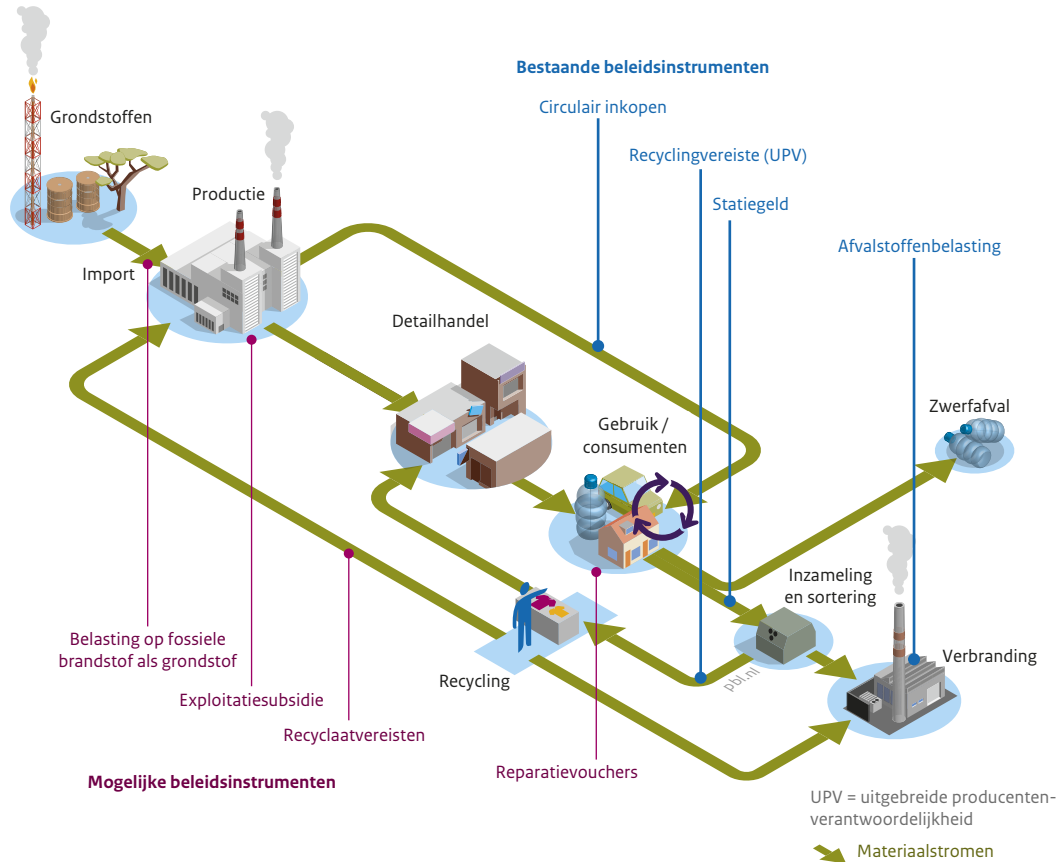 Bestaande beleidsinstrumenten
Circulair inkopen
Grondstoffen
Recyclingvereiste (UPV)
Productie
Statiegeld
Afvalstoffenbelasting
Import
Detailhandel
Zwerfafval
Gebruik /
consumenten
Inzameling
en sortering
Belasting op fossiele
brandstof als grondstof
Verbranding
Recycling
pbl.nl
Exploitatiesubsidie
Recyclaatvereisten
Reparatievouchers
Mogelijke beleidsinstrumenten
UPV = uitgebreide producenten-
verantwoordelijkheid
Materiaalstromen